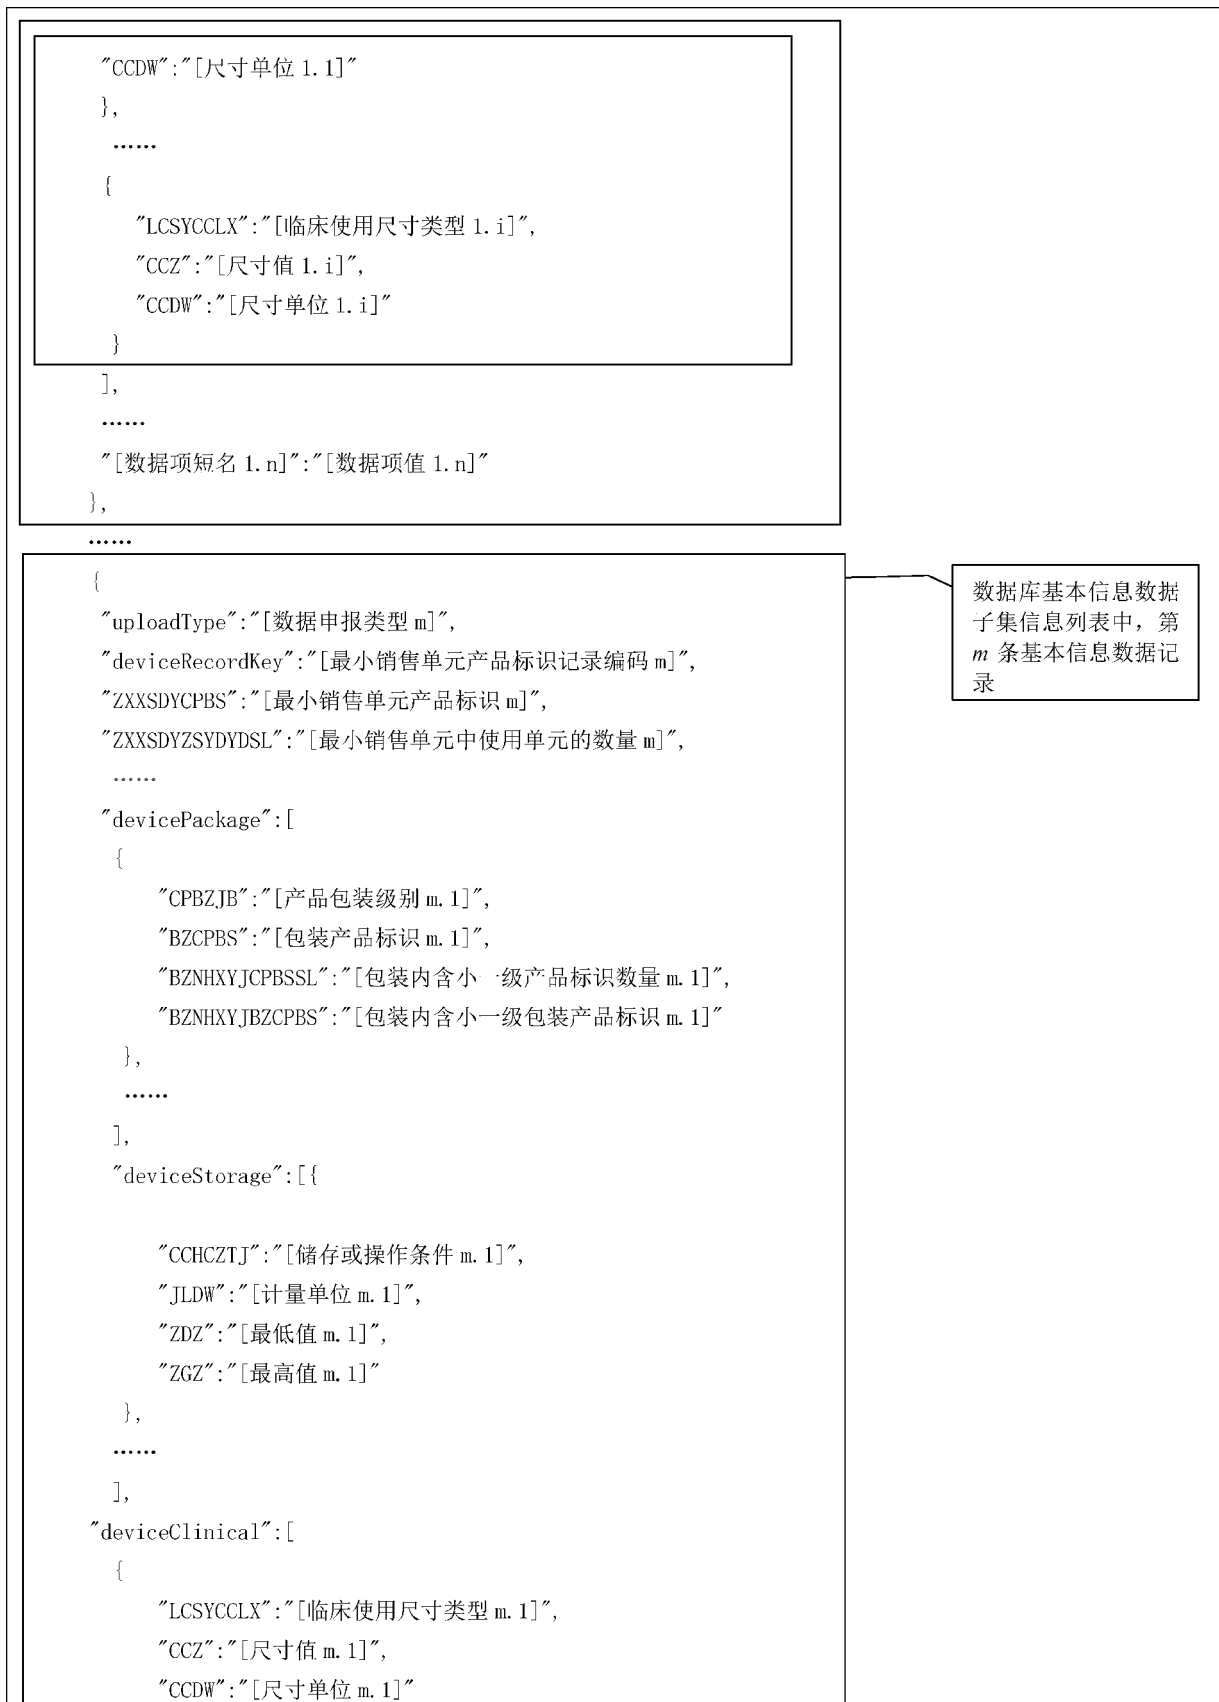 "CCDW":"[尺寸单位 1.1]"
},
……
{
"LCSYCCLX":"[临床使用尺寸类型 1.i]",
"CCZ":"[尺寸值 1.i]",
"CCDW":"[尺寸单位 1.i]"
}
],
……
"[数据项短名 1.n]":"[数据项值 1.n]"
},
……
{
"uploadType":"[数据申报类型 m]",
"deviceRecordKey":"[最小销售单元产品标识记录编码 m]",
"ZXXSDYCPBS":"[最小销售单元产品标识 m]",
"ZXXSDYZSYDYDSL":"[最小销售单元中使用单元的数量 m]",
……
"devicePackage":[
{
"CPBZJB":"[产品包装级别 m.1]",
"BZCPBS":"[包装产品标识 m.1]",
"BZNHXYJCPBSSL":"[包装内含小一级产品标识数量 m.1]",
"BZNHXYJBZCPBS":"[包装内含小一级包装产品标识 m.1]"
},
……
],
"deviceStorage":[{
"CCHCZTJ":"[储存或操作条件 m.1]",
"JLDW":"[计量单位 m.1]",
"ZDZ":"[最低值 m.1]",
"ZGZ":"[最高值 m.1]"
},
……
],
"deviceClinical":[
{
"LCSYCCLX":"[临床使用尺寸类型 m.1]",
"CCZ":"[尺寸值 m.1]",
"CCDW":"[尺寸单位 m.1]"
数据库基本信息数据
子集信息列表中，第
m 条基本信息数据记
录